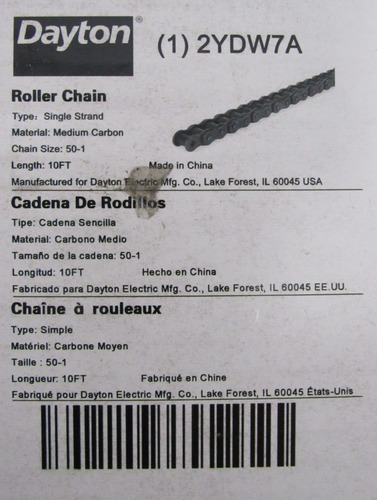 Dayton®
(1) 2YDW7A
Roller Chain
Type: Single Strand
Material: Medium Carbon
Chain Size: 50-1
Length: 10FT Made in China
Manufactured for Dayton Electric Mfg. Co., Lake Forest, IL 60045 USA
Cadena De Rodillos
Tipe: Cadena Sencilla
Material: Carbono Medio
Tamaño de la cadena: 50-1
Longitud: 10FT Hecho en China
Fabricado para Dayton Electric Mfg. Co., Lake Forest, IL 60045 EE.UU.
Chaîne à rouleaux
Type: Simple
Matériel: Carbone Moyen
Taille : 50-1
Longueur: 10FT Fabriqué en Chine
Fabriqué pour Dayton Electric Mfg. Co., Lake Forest, IL 60045 États-Unis